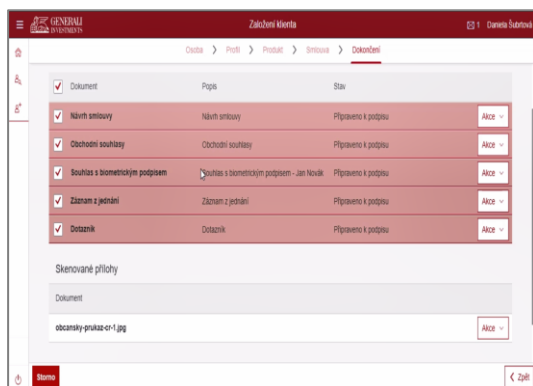 GENERALI
INVESTMENTS
Založení klienta
1 Daniela Šubrtová
Osoba > Profil > Produkt > Smlouva > Dokončení
Dokument Popis Stav
Návrh smlouvy Návrh smlouvy Připraveno k podpisu Akce
Obchodní souhlasy Obchodní souhlasy Připraveno k podpisu Akce
Souhlas s biometrickým podpisem Souhlas s biometrickým podpisem - Jan Novák Připraveno k podpisu Akce
Záznam z jednání Záznam z jednání Připraveno k podpisu Akce
Dotazník Dotazník Připraveno k podpisu Akce
Skenované přílohy
Dokument
obcansky-prukaz-cr-1.jpg Akce
Storno < Zpět